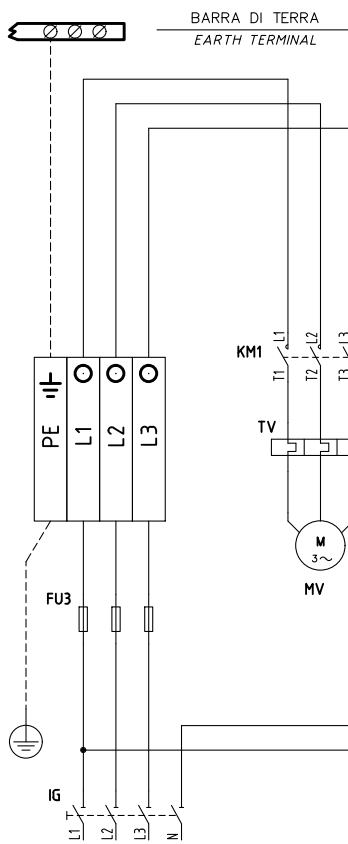 BARRA DI TERRA
EARTH TERMINAL
L1 L2 L3
KM1
T1 T2 T3
PE L1 L2 L3
TV
M
3~
MV
FU3
IG
L1 L2 L3 N